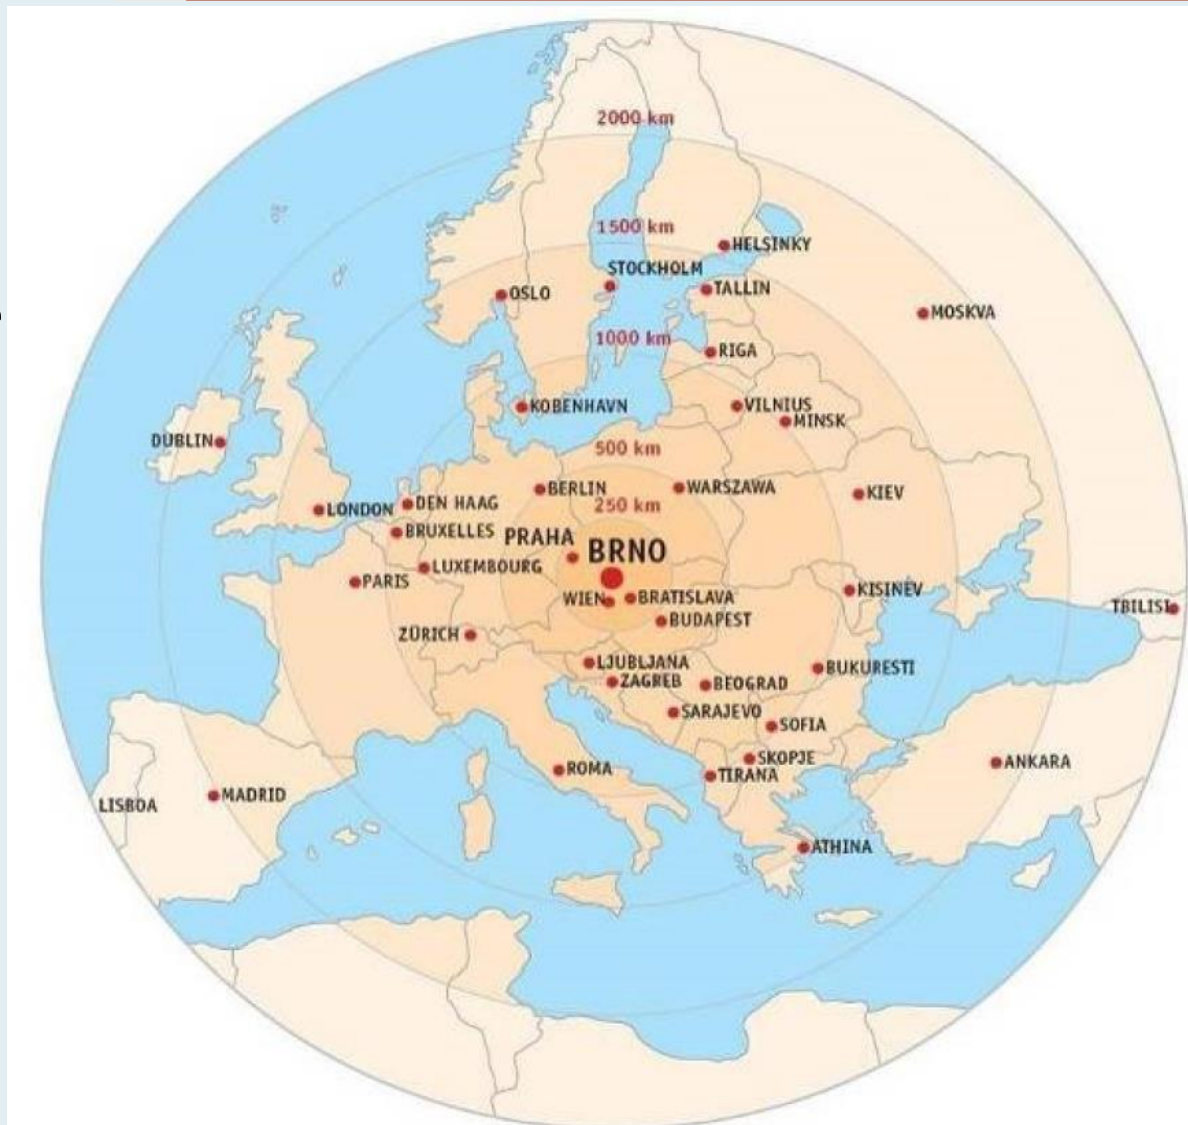 2000 km
1500 km
HELSINKY
STOCKHOLM
OSLO
TALLIN
MOSKVA
1000 km
RIGA
KOBENHAVN
VILNIUS
MINSK
DUBLIN
500 km
BERLIN
WARSZAWA
KIEV
DEN HAAG
LONDON
250 km
BRUXELLES
PRAHA
BRNO
LUXEMBOURG
PARIS
KISINĚV
WIEN
BRATISLAVA
TBILISI
BUDAPEST
ZÜRICH
LJUBLJANA
BUKURESTI
ZAGREB
BEOGRAD
SARAJEVO
SOFIA
SKOPJE
ANKARA
ROMA
TIRANA
MADRID
LISBOA
ATHINA